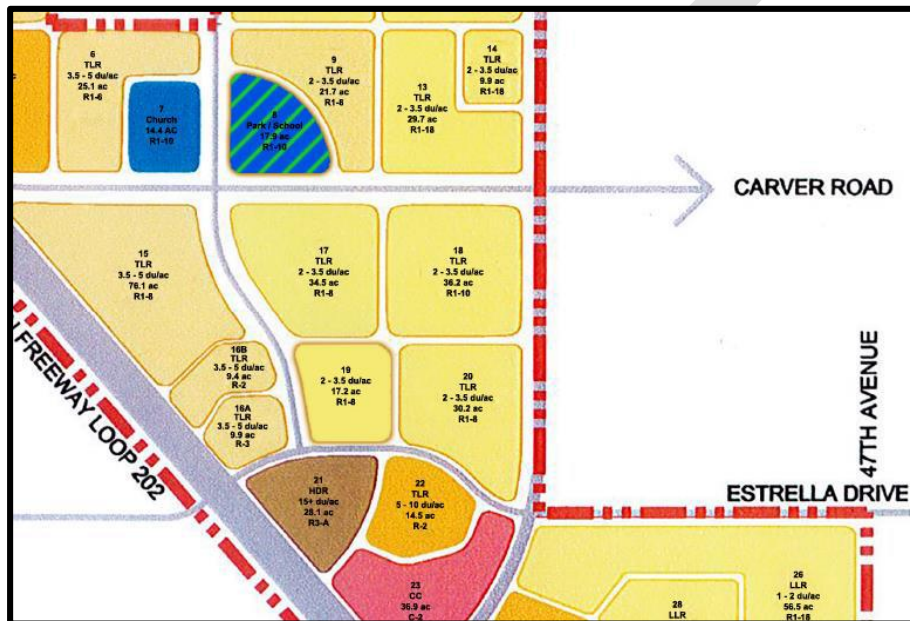 6
TLR
3.5 - 5 du/ac
25.1 ac
R1-6
7
Church
14.4 AC
R1-10
8
Park / School
17.9 ac
R1-10
9
TLR
2 - 3.5 du/ac
21.7 ac
R1-8
13
TLR
2 - 3.5 du/ac
29.7 ac
R1-18
14
TLR
2 - 3.5 du/ac
9.9 ac
R1-18
CARVER ROAD
15
TLR
3.5 - 5 du/ac
76.1 ac
R1-8
17
TLR
2 - 3.5 du/ac
34.5 ac
R1-8
18
TLR
2 - 3.5 du/ac
36.2 ac
R1-10
16B
TLR
3.5 - 5 du/ac
9.4 ac
R-2
16A
TLR
3.5 - 5 du/ac
9.9 ac
R-3
19
2 - 3.5 du/ac
17.2 ac
R1-8
20
TLR
2 - 3.5 du/ac
30.2 ac
R1-8
FREEWAY LOOP 202
47TH AVENUE
ESTRELLA DRIVE
21
HDR
15+ du/ac
28.1 ac
R3-A
22
TLR
5 - 10 du/ac
14.5 ac
R-2
23
CC
36.9 ac
C-2
26
LLR
1 - 2 du/ac
56.5 ac
R1-18
28
LLR